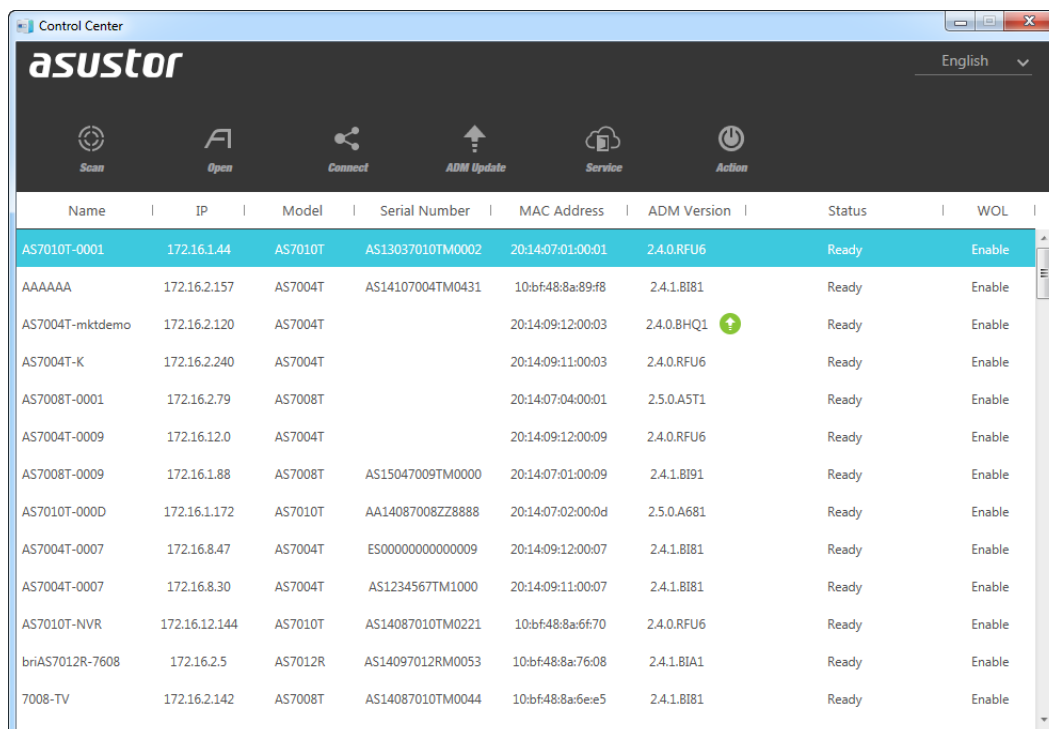 Control Center
asustor
English
Scan Open Connect ADM Update Service Action
Name IP Model Serial Number MAC Address ADM Version Status WOL
AS7010T-0001 172.16.1.44 AS7010T AS13037010TM0002 20:14:07:01:00:01 2.4.0.RFU6 Ready Enable
AAAAAA 172.16.2.157 AS7004T AS14107004TM0431 10:bf:48:8a:89:f8 2.4.1.BI81 Ready Enable
AS7004T-mktdemo 172.16.2.120 AS7004T 20:14:09:12:00:03 2.4.0.BHQ1 Ready Enable
AS7004T-K 172.16.2.240 AS7004T 20:14:09:11:00:03 2.4.0.RFU6 Ready Enable
AS7008T-0001 172.16.2.79 AS7008T 20:14:07:04:00:01 2.5.0.A5T1 Ready Enable
AS7004T-0009 172.16.12.0 AS7004T 20:14:09:12:00:09 2.4.0.RFU6 Ready Enable
AS7008T-0009 172.16.1.88 AS7008T AS15047009TM0000 20:14:07:01:00:09 2.4.1.BI91 Ready Enable
AS7010T-000D 172.16.1.172 AS7010T AA14087008ZZ8888 20:14:07:02:00:0d 2.5.0.A681 Ready Enable
AS7004T-0007 172.16.8.47 AS7004T ES00000000000009 20:14:09:12:00:07 2.4.1.BI81 Ready Enable
AS7004T-0007 172.16.8.30 AS7004T AS1234567TM1000 20:14:09:11:00:07 2.4.1.BI81 Ready Enable
AS7010T-NVR 172.16.12.144 AS7010T AS14087010TM0221 10:bf:48:8a:6f:70 2.4.0.RFU6 Ready Enable
briAS7012R-7608 172.16.2.5 AS7012R AS14097012RM0053 10:bf:48:8a:76:08 2.4.1.BIA1 Ready Enable
7008-TV 172.16.2.142 AS7008T AS14087010TM0044 10:bf:48:8a:6e:e5 2.4.1.BI81 Ready Enable